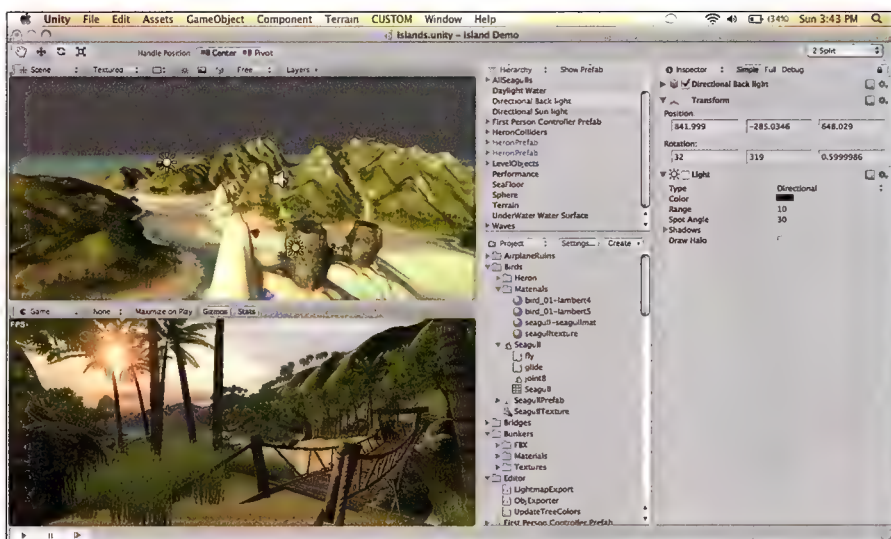 Unity File Edit Assets GameObject Component Terrain CUSTOM Window Help Sun 3:43 PM
Islands.unity – Island Demo
Handle Position Center Pivot
2 Split
Scene Textured Free Layers
Hierarchy Show Prefab
AllSeagulls
Daylight Water
Directional Back light
Directional Sun light
First Person Controller Prefab
HeronColliders
HeronPrefab
HeronPrefab
LevelObjects
Performance
SeaFloor
Sphere
Terrain
UnderWater Water Surface
Waves
Inspector Simple Full Debug
Directional Back light
Transform
Position
841.999 -285.0346 648.029
Rotation:
32 319 0.5999986
Light
Type Directional
Color
Range 10
Spot Angle 30
Shadows
Draw Halo
Project Settings... Create
AirplaneRuins
Birds
Heron
Materials
bird_01-lambert4
bird_01-lambert5
seagull-seagullmat
seagulltexture
Seagull
fly
glide
joint8
Seagull
SeagullPrefab
SeagullTexture
Bridges
Bunkers
FBX
Materials
Textures
Editor
LightmapExport
ObjExporter
UpdateTreeColors
First Person Controller Prefab
Game None Maximize on Play Gizmos Stats
FPS: